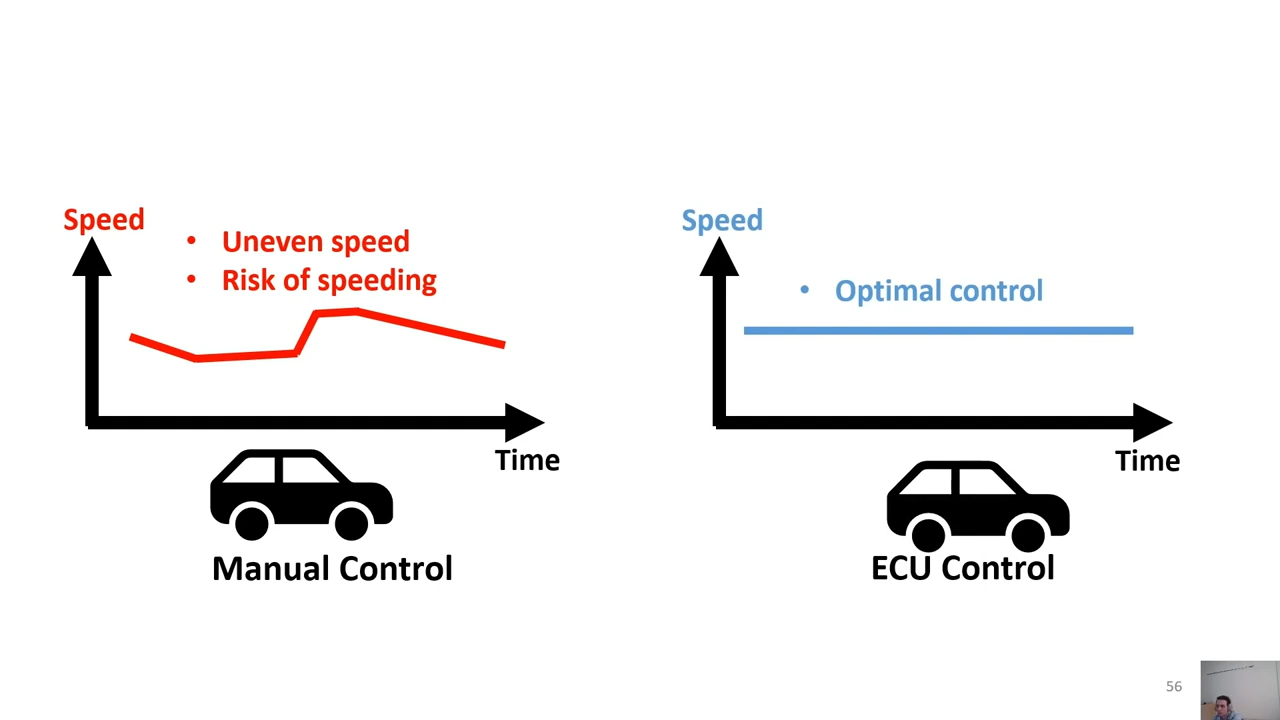 Speed
• Uneven speed
• Risk of speeding
Time
Manual Control
Speed
• Optimal control
Time
ECU Control
56